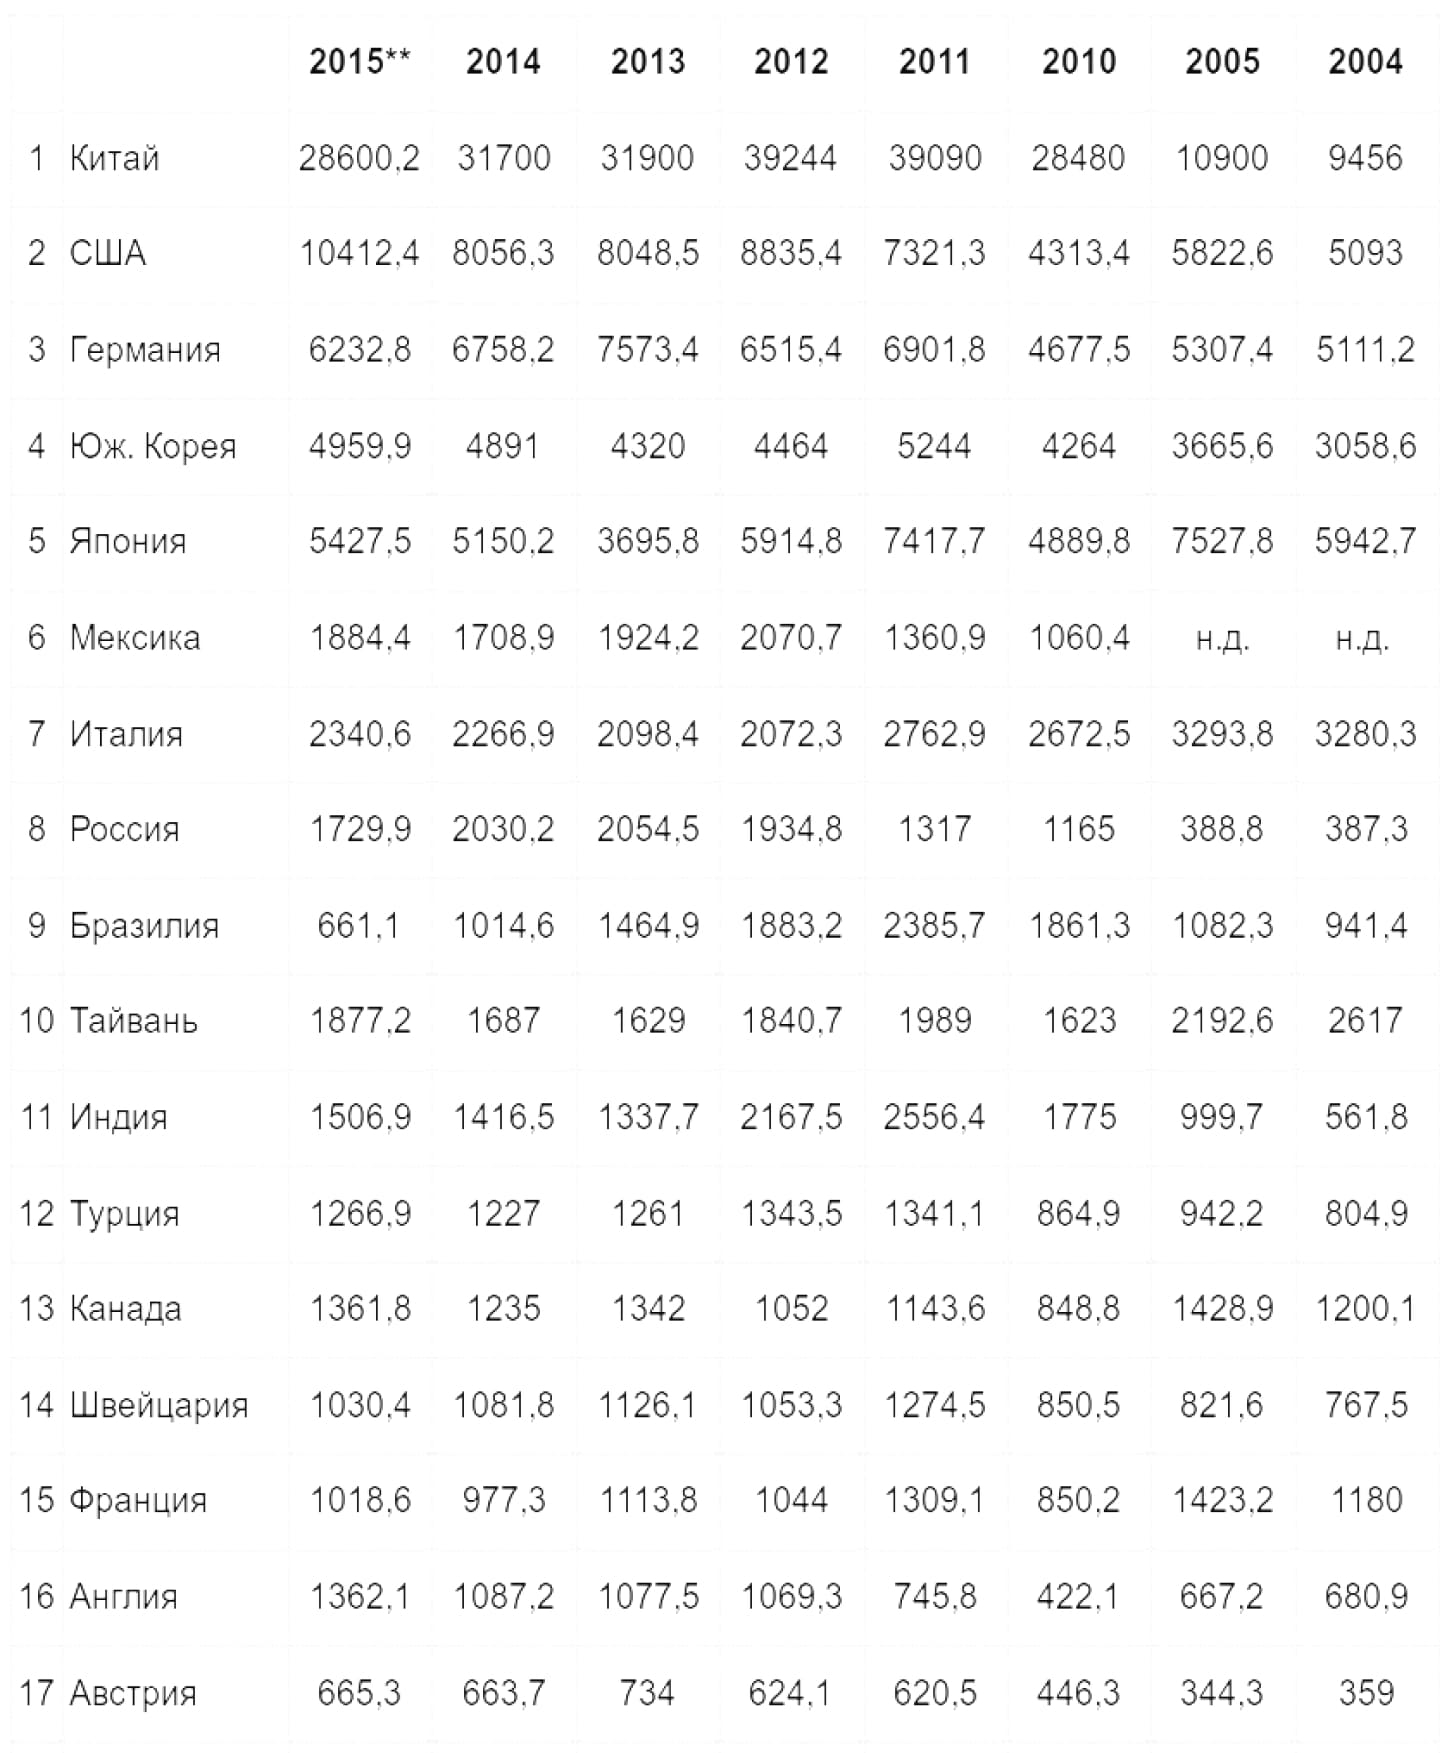 2015** 2014 2013 2012 2011 2010 2005 2004
1 Китай 28600,2 31700 31900 39244 39090 28480 10900 9456
2 США 10412,4 8056,3 8048,5 8835,4 7321,3 4313,4 5822,6 5093
3 Германия 6232,8 6758,2 7573,4 6515,4 6901,8 4677,5 5307,4 5111,2
4 Юж. Корея 4959,9 4891 4320 4464 5244 4264 3665,6 3058,6
5 Япония 5427,5 5150,2 3695,8 5914,8 7417,7 4889,8 7527,8 5942,7
6 Мексика 1884,4 1708,9 1924,2 2070,7 1360,9 1060,4 н.д. н.д.
7 Италия 2340,6 2266,9 2098,4 2072,3 2762,9 2672,5 3293,8 3280,3
8 Россия 1729,9 2030,2 2054,5 1934,8 1317 1165 388,8 387,3
9 Бразилия 661,1 1014,6 1464,9 1883,2 2385,7 1861,3 1082,3 941,4
10 Тайвань 1877,2 1687 1629 1840,7 1989 1623 2192,6 2617
11 Индия 1506,9 1416,5 1337,7 2167,5 2556,4 1775 999,7 561,8
12 Турция 1266,9 1227 1261 1343,5 1341,1 864,9 942,2 804,9
13 Канада 1361,8 1235 1342 1052 1143,6 848,8 1428,9 1200,1
14 Швейцария 1030,4 1081,8 1126,1 1053,3 1274,5 850,5 821,6 767,5
15 Франция 1018,6 977,3 1113,8 1044 1309,1 850,2 1423,2 1180
16 Англия 1362,1 1087,2 1077,5 1069,3 745,8 422,1 667,2 680,9
17 Австрия 665,3 663,7 734 624,1 620,5 446,3 344,3 359